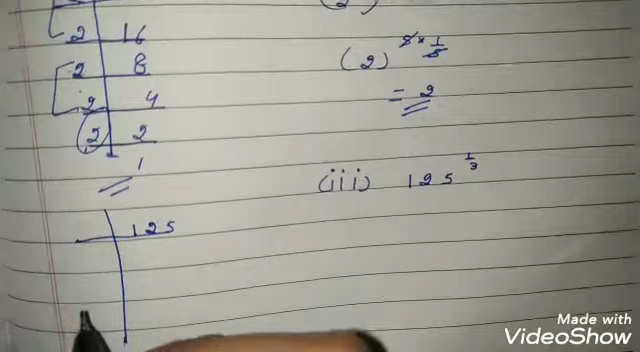 2 16
2 8
2 4
2 2
1
(2) 5 × 1/5
= 2
(iii) 125 1/3
125
Made with
VideoShow